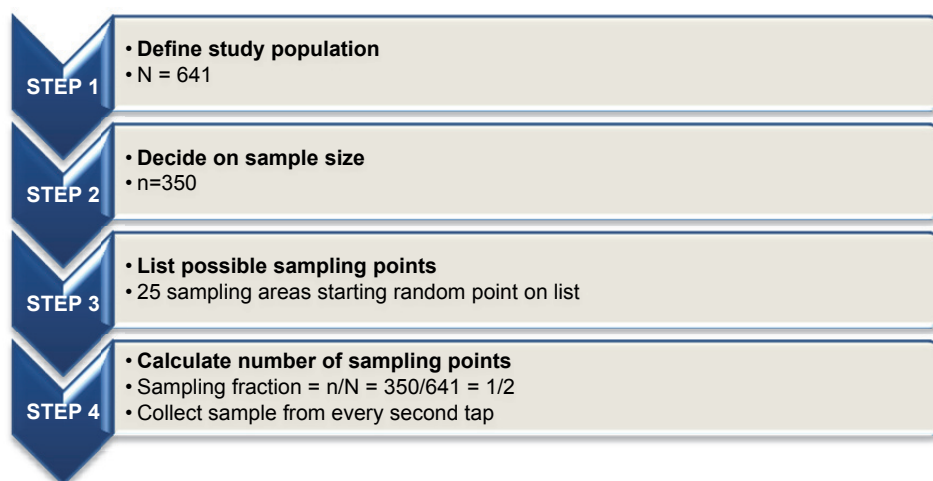 STEP 1
• Define study population
• N = 641
STEP 2
• Decide on sample size
• n=350
STEP 3
• List possible sampling points
• 25 sampling areas starting random point on list
STEP 4
• Calculate number of sampling points
• Sampling fraction = n/N = 350/641 = 1/2
• Collect sample from every second tap